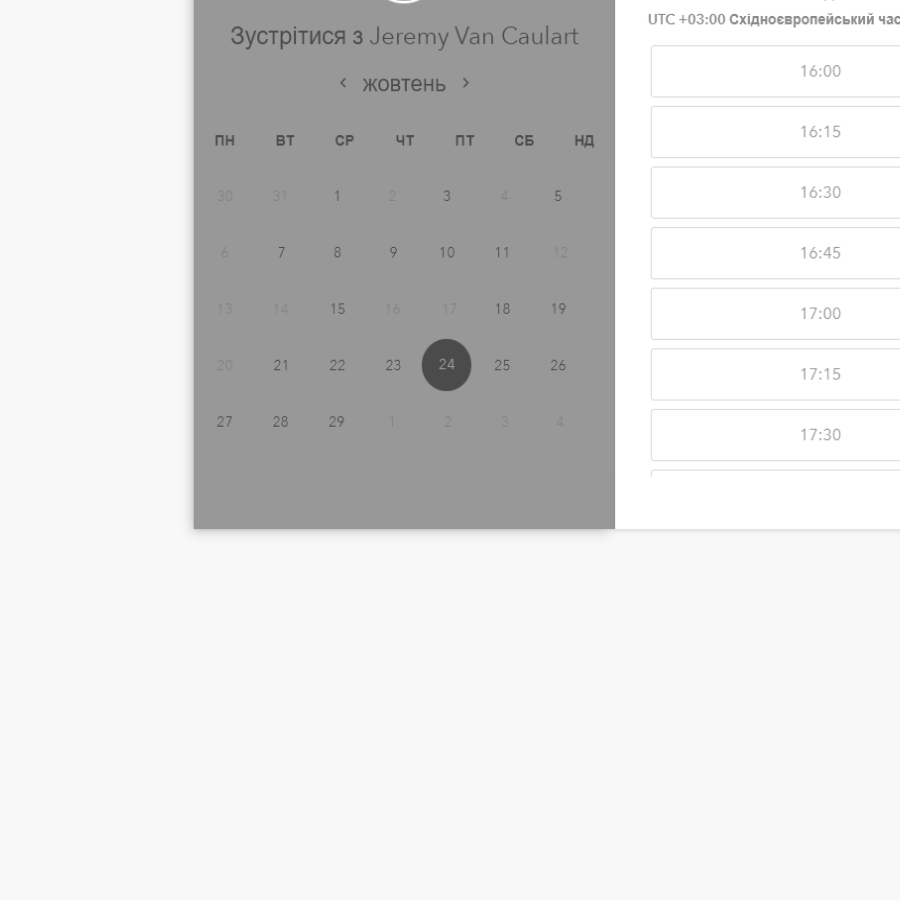 Зустрітися з Jeremy Van Caulart
жовтень
ПН ВТ СР ЧТ ПТ СБ НД
30 31 1 2 3 4 5
6 7 8 9 10 11 12
13 14 15 16 17 18 19
20 21 22 23 24 25 26
27 28 29 1 2 3 4
UTC +03:00 Східноєвропейський час
16:00
16:15
16:30
16:45
17:00
17:15
17:30